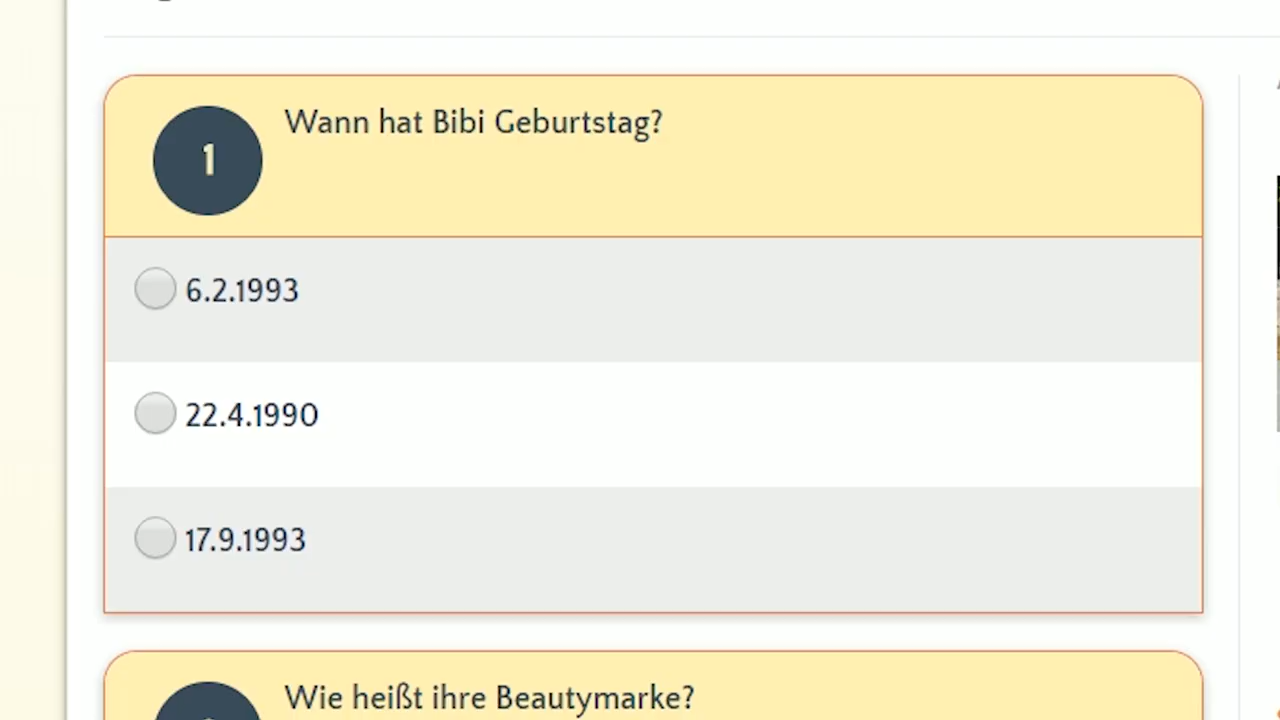 1
Wann hat Bibi Geburtstag?
6.2.1993
22.4.1990
17.9.1993
Wie heißt ihre Beautymarke?